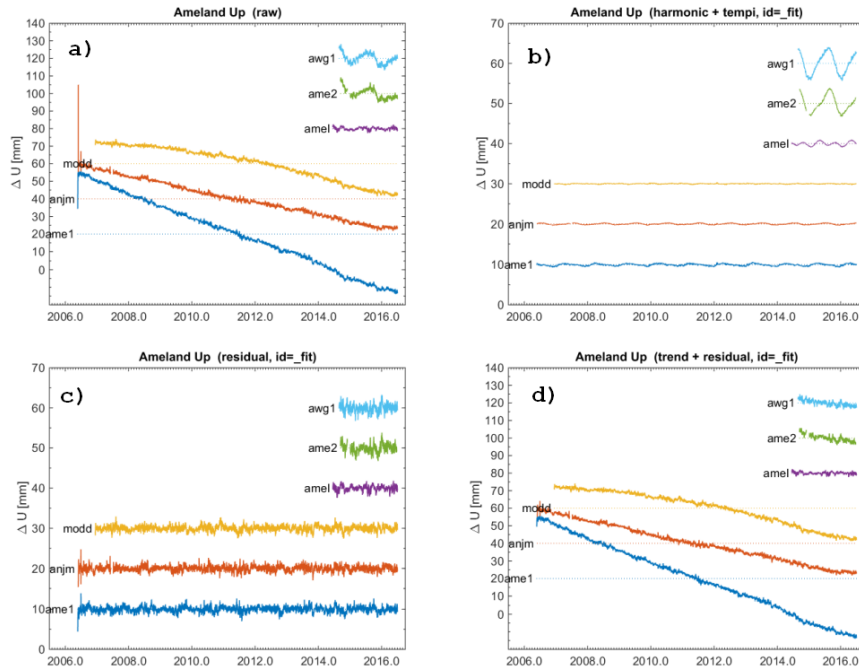 Ameland Up (raw)
a)
Δ U [mm]
140
130
120
110
100
90
80
70
60
50
40
30
20
10
0
awg1
ame2
amel
modd
anjm
ame1
2006.0 2008.0 2010.0 2012.0 2014.0 2016.0
Ameland Up (harmonic + tempi, id=_fit)
b)
Δ U [mm]
70
60
50
40
30
20
10
0
awg1
ame2
amel
modd
anjm
ame1
2006.0 2008.0 2010.0 2012.0 2014.0 2016.0
Ameland Up (residual, id=_fit)
c)
Δ U [mm]
70
60
50
40
30
20
10
0
awg1
ame2
amel
modd
anjm
ame1
2006.0 2008.0 2010.0 2012.0 2014.0 2016.0
Ameland Up (trend + residual, id=_fit)
d)
Δ U [mm]
140
130
120
110
100
90
80
70
60
50
40
30
20
10
0
awg1
ame2
amel
modd
anjm
ame1
2006.0 2008.0 2010.0 2012.0 2014.0 2016.0